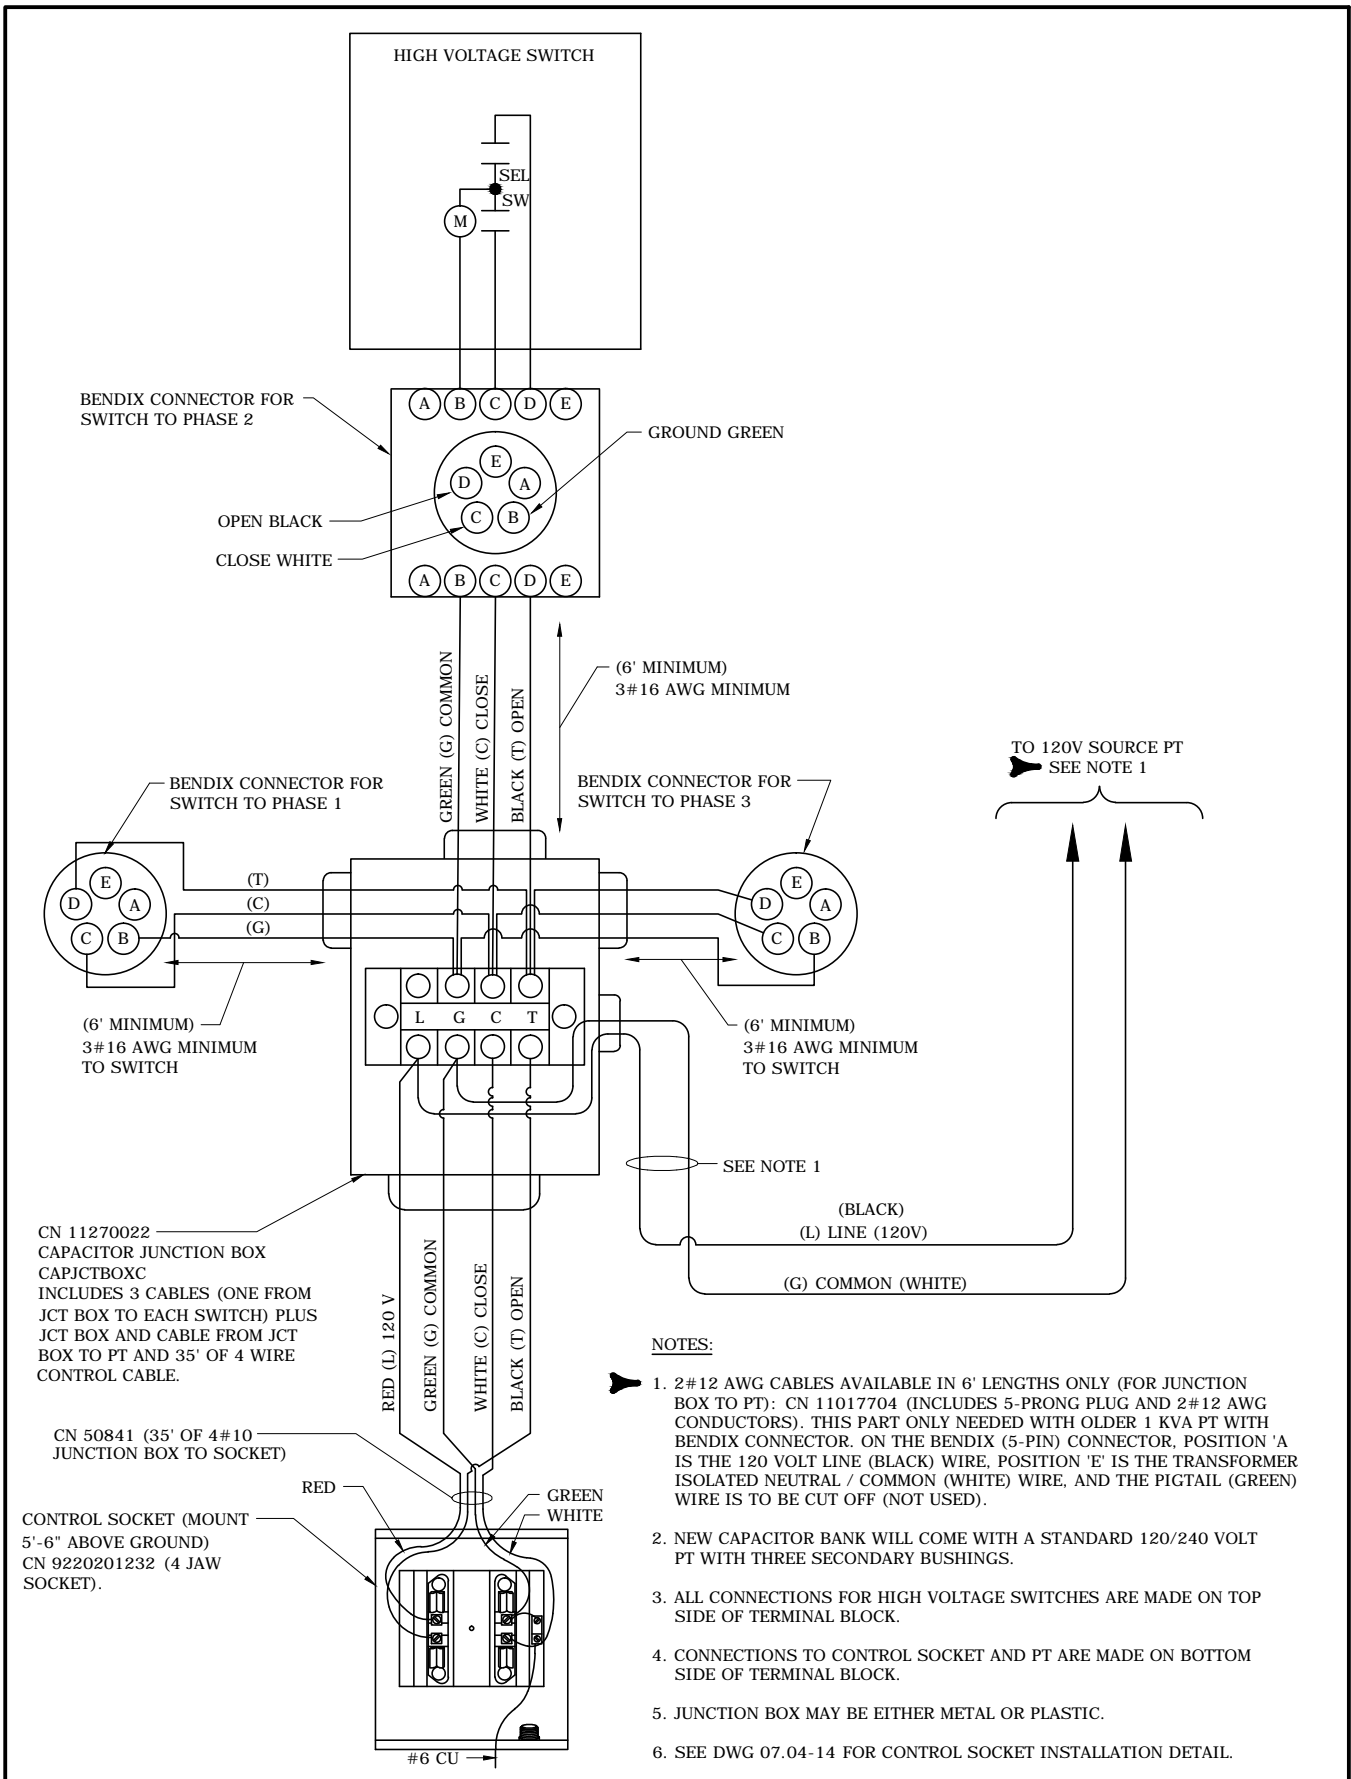 HIGH VOLTAGE SWITCH
SEL
SW
M
BENDIX CONNECTOR FOR
SWITCH TO PHASE 2
A B C D E
GROUND GREEN
E
D A
C B
OPEN BLACK
CLOSE WHITE
A B C D E
GREEN (G) COMMON
WHITE (C) CLOSE
BLACK (T) OPEN
(6' MINIMUM)
3#16 AWG MINIMUM
TO 120V SOURCE PT
SEE NOTE 1
BENDIX CONNECTOR FOR
SWITCH TO PHASE 1
BENDIX CONNECTOR FOR
SWITCH TO PHASE 3
E
D A
C B
(T)
(C)
(G)
E
D A
C B
L G C T
(6' MINIMUM)
3#16 AWG MINIMUM
TO SWITCH
(6' MINIMUM)
3#16 AWG MINIMUM
TO SWITCH
SEE NOTE 1
(BLACK)
(L) LINE (120V)
(G) COMMON (WHITE)
CN 11270022
CAPACITOR JUNCTION BOX
CAPJCTBOXC
INCLUDES 3 CABLES (ONE FROM
JCT BOX TO EACH SWITCH) PLUS
JCT BOX AND CABLE FROM JCT
BOX TO PT AND 35' OF 4 WIRE
CONTROL CABLE.
RED (L) 120 V
GREEN (G) COMMON
WHITE (C) CLOSE
BLACK (T) OPEN
CN 50841 (35' OF 4#10
JUNCTION BOX TO SOCKET)
RED
GREEN
WHITE
CONTROL SOCKET (MOUNT
5'-6" ABOVE GROUND)
CN 9220201232 (4 JAW
SOCKET).
#6 CU
NOTES:
1. 2#12 AWG CABLES AVAILABLE IN 6' LENGTHS ONLY (FOR JUNCTION
BOX TO PT): CN 11017704 (INCLUDES 5-PRONG PLUG AND 2#12 AWG
CONDUCTORS). THIS PART ONLY NEEDED WITH OLDER 1 KVA PT WITH
BENDIX CONNECTOR. ON THE BENDIX (5-PIN) CONNECTOR, POSITION 'A
IS THE 120 VOLT LINE (BLACK) WIRE, POSITION 'E' IS THE TRANSFORMER
ISOLATED NEUTRAL / COMMON (WHITE) WIRE, AND THE PIGTAIL (GREEN)
WIRE IS TO BE CUT OFF (NOT USED).
2. NEW CAPACITOR BANK WILL COME WITH A STANDARD 120/240 VOLT
PT WITH THREE SECONDARY BUSHINGS.
3. ALL CONNECTIONS FOR HIGH VOLTAGE SWITCHES ARE MADE ON TOP
SIDE OF TERMINAL BLOCK.
4. CONNECTIONS TO CONTROL SOCKET AND PT ARE MADE ON BOTTOM
SIDE OF TERMINAL BLOCK.
5. JUNCTION BOX MAY BE EITHER METAL OR PLASTIC.
6. SEE DWG 07.04-14 FOR CONTROL SOCKET INSTALLATION DETAIL.